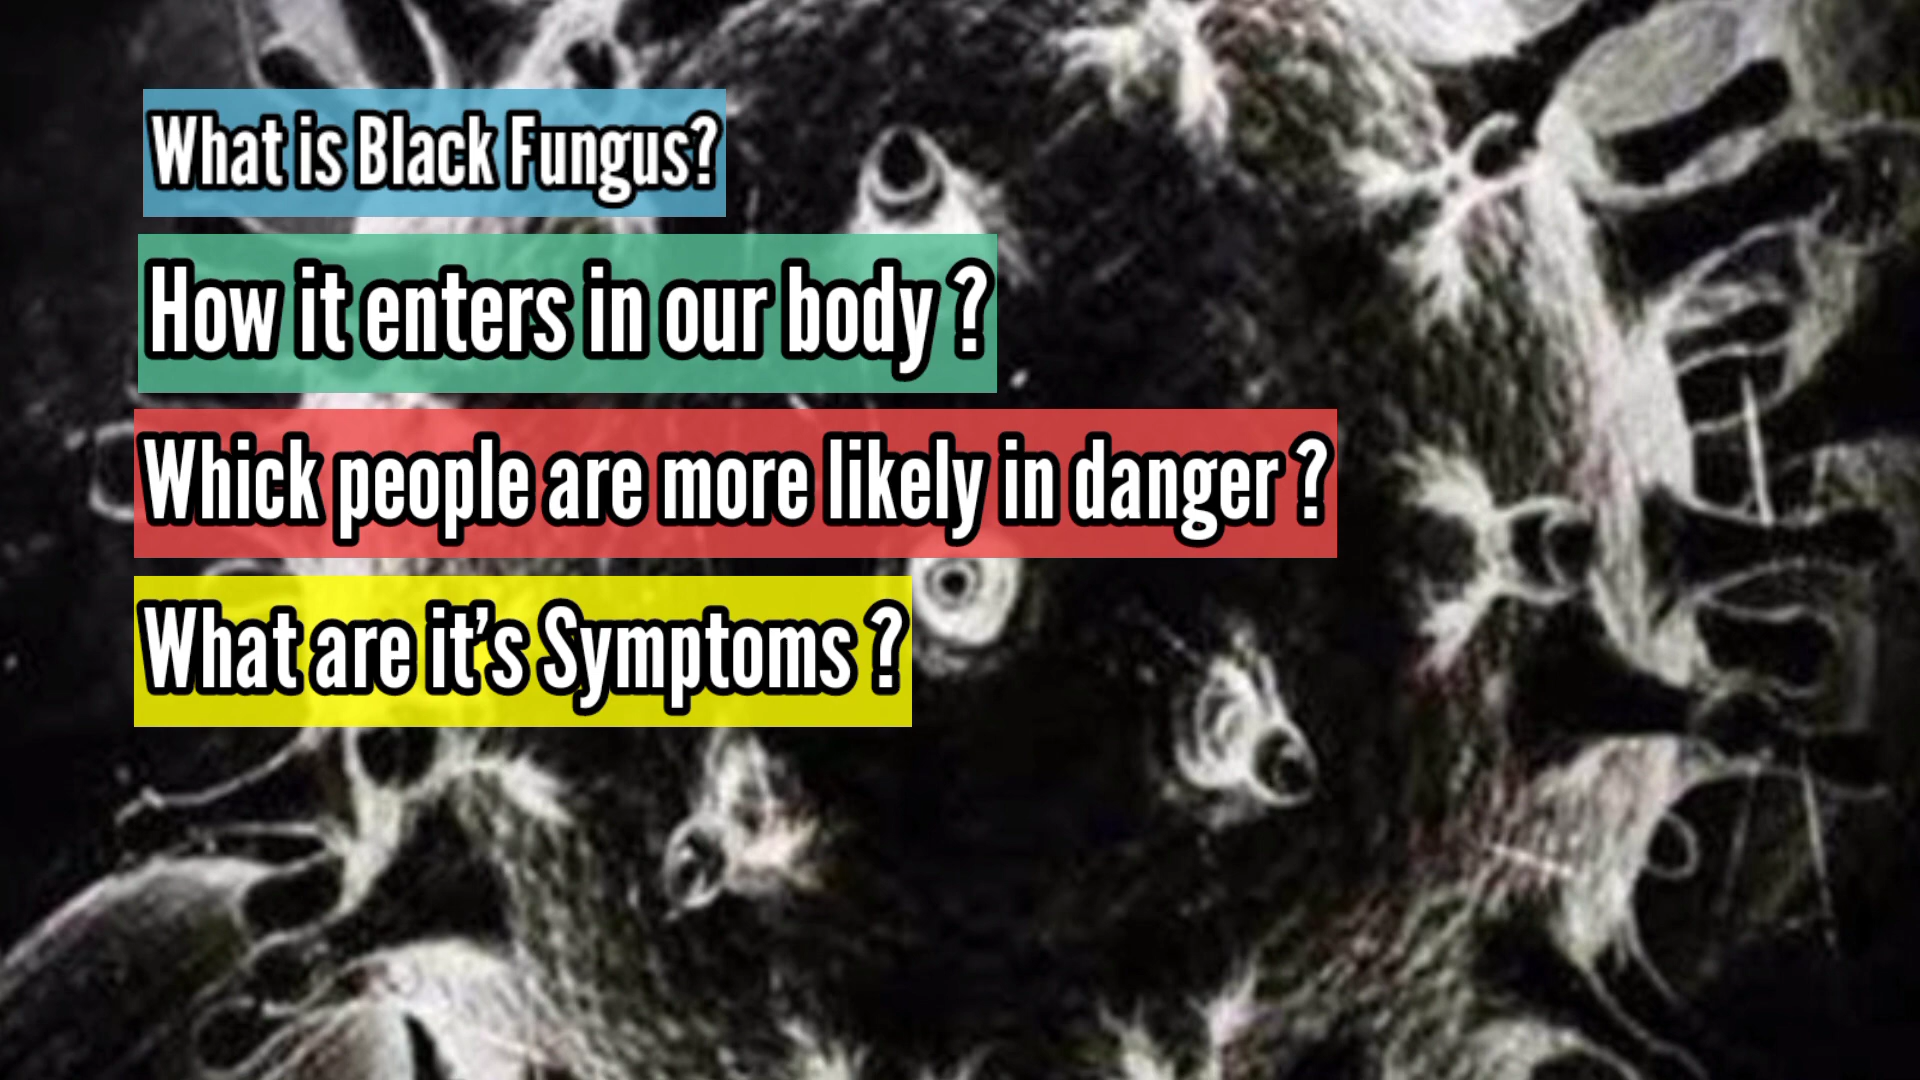 What is Black Fungus?
How it enters in our body ?
Whick people are more likely in danger ?
What are it's Symptoms ?